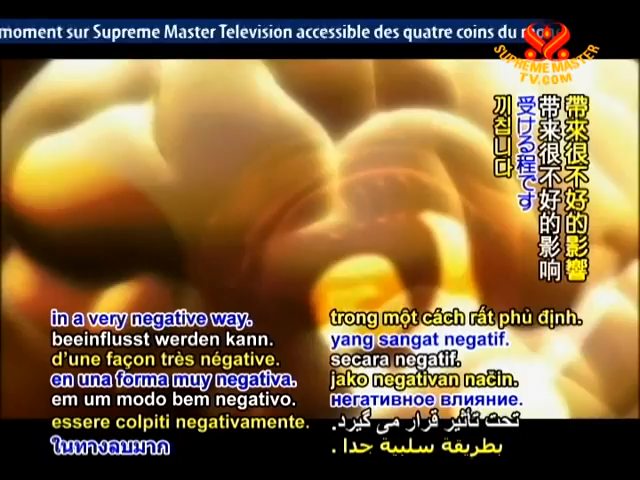 moment sur Supreme Master Television accessible des quatre coins du
SUPREME MASTER
TV.COM
帶來很不好的影響
带来很不好的影响
受ける程です
끼칩니다
in a very negative way.
beeinflusst werden kann.
d'une façon très négative.
en una forma muy negativa.
em um modo bem negativo.
essere colpiti negativamente.
ในทางลบมาก
trong một cách rất phủ định.
yang sangat negatif.
secara negatif.
jako negativan način.
негативное влияние.
تحت تأثیر قرار می گیرد.
بطريقة سلبية جدا .